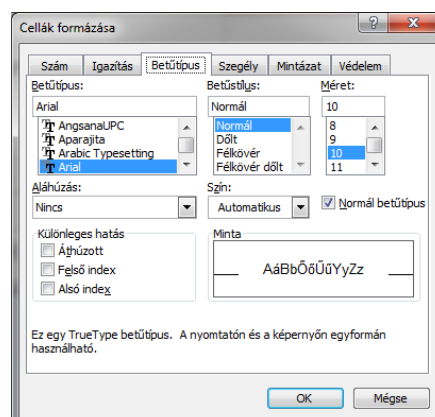 Cellák formázása
Szám Igazítás Betűtípus Szegély Mintázat Védelem
Betűtípus: Betűstílus: Méret:
Arial Normál 10
AngsanaUPC Normál 8
Aparajita Dőlt 9
Arabic Typesetting Félkövér 10
Arial Félkövér dőlt 11
Aláhúzás: Szín:
Nincs Automatikus Normál betűtípus
Különleges hatás Minta
Áthúzott
Felső index
Alsó index
AáBbŐőŰűYyZz
Ez egy TrueType betűtípus. A nyomtatón és a képernyőn egyformán
használható.
OK Mégse